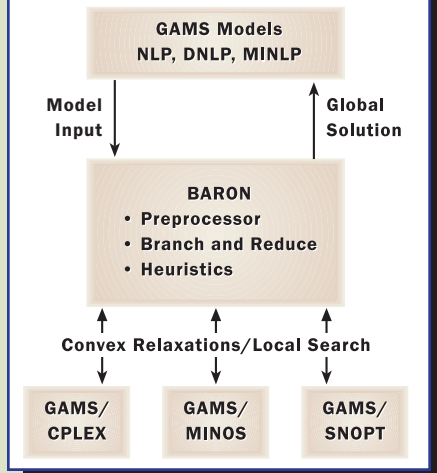 GAMS Models
NLP, DNLP, MINLP
Model
Input
Global
Solution
BARON
• Preprocessor
• Branch and Reduce
• Heuristics
Convex Relaxations/Local Search
GAMS/
CPLEX
GAMS/
MINOS
GAMS/
SNOPT